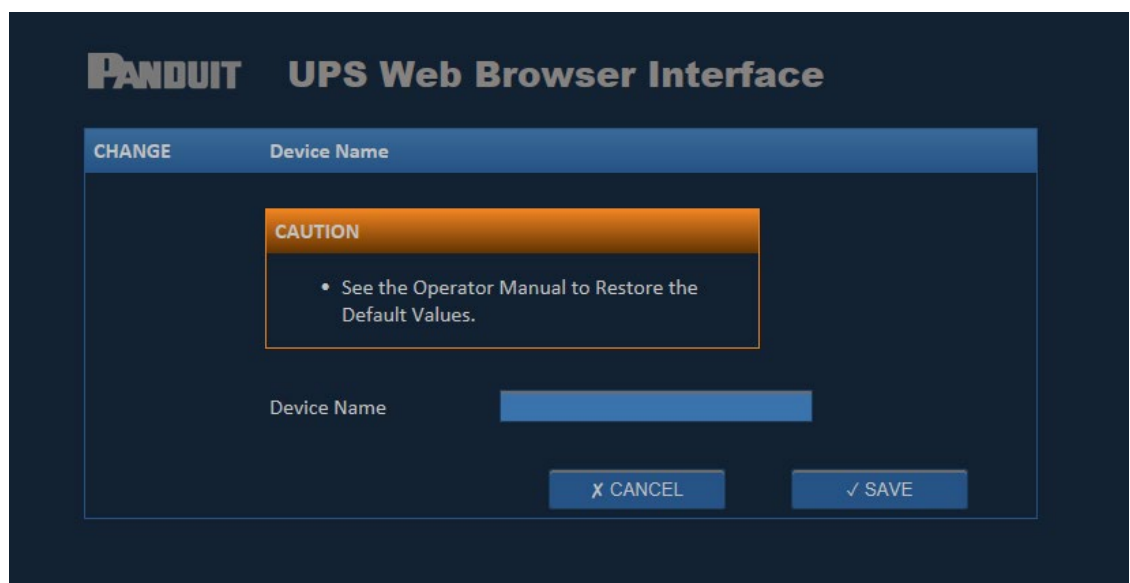 PANDUIT UPS Web Browser Interface
CHANGE Device Name
CAUTION
• See the Operator Manual to Restore the
Default Values.
Device Name
✗ CANCEL ✓ SAVE